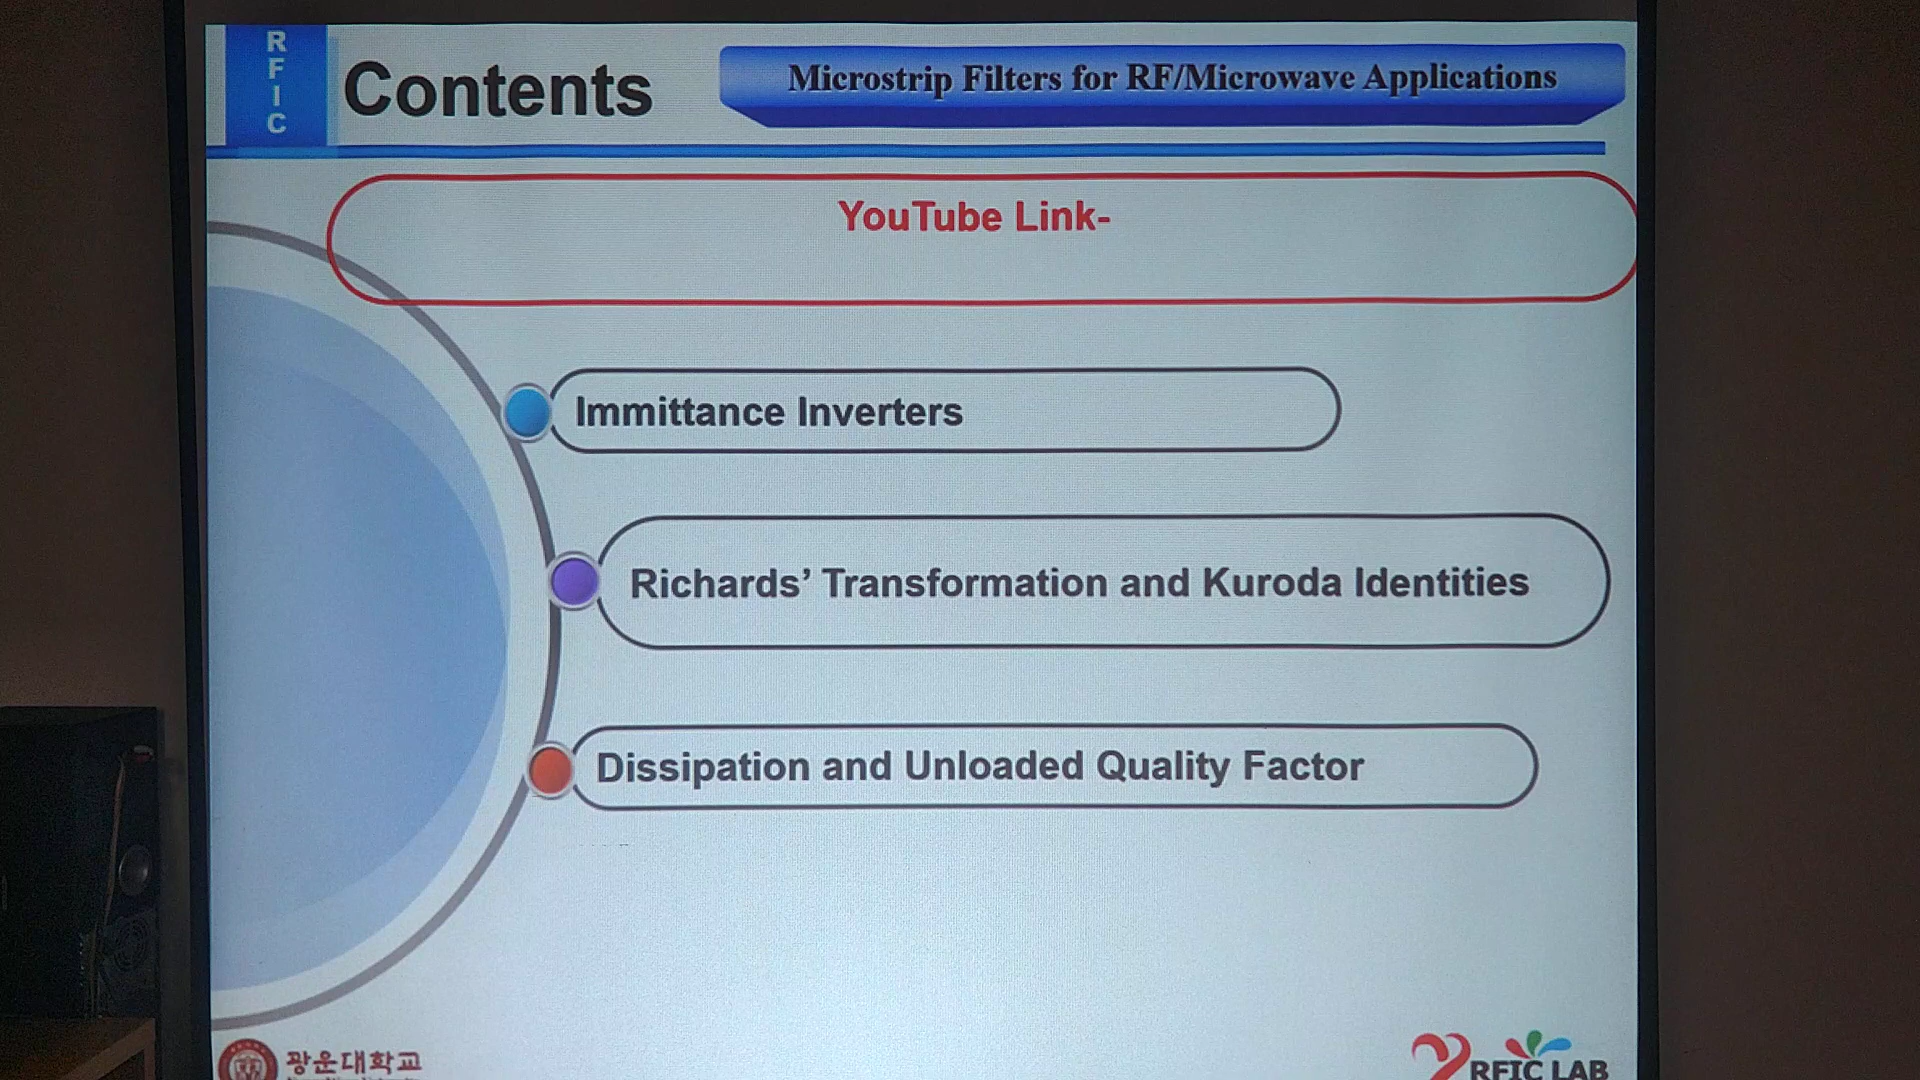 RFIC
Contents
Microstrip Filters for RF/Microwave Applications
YouTube Link-
Immittance Inverters
Richards’ Transformation and Kuroda Identities
Dissipation and Unloaded Quality Factor
광운대학교
RFIC LAB